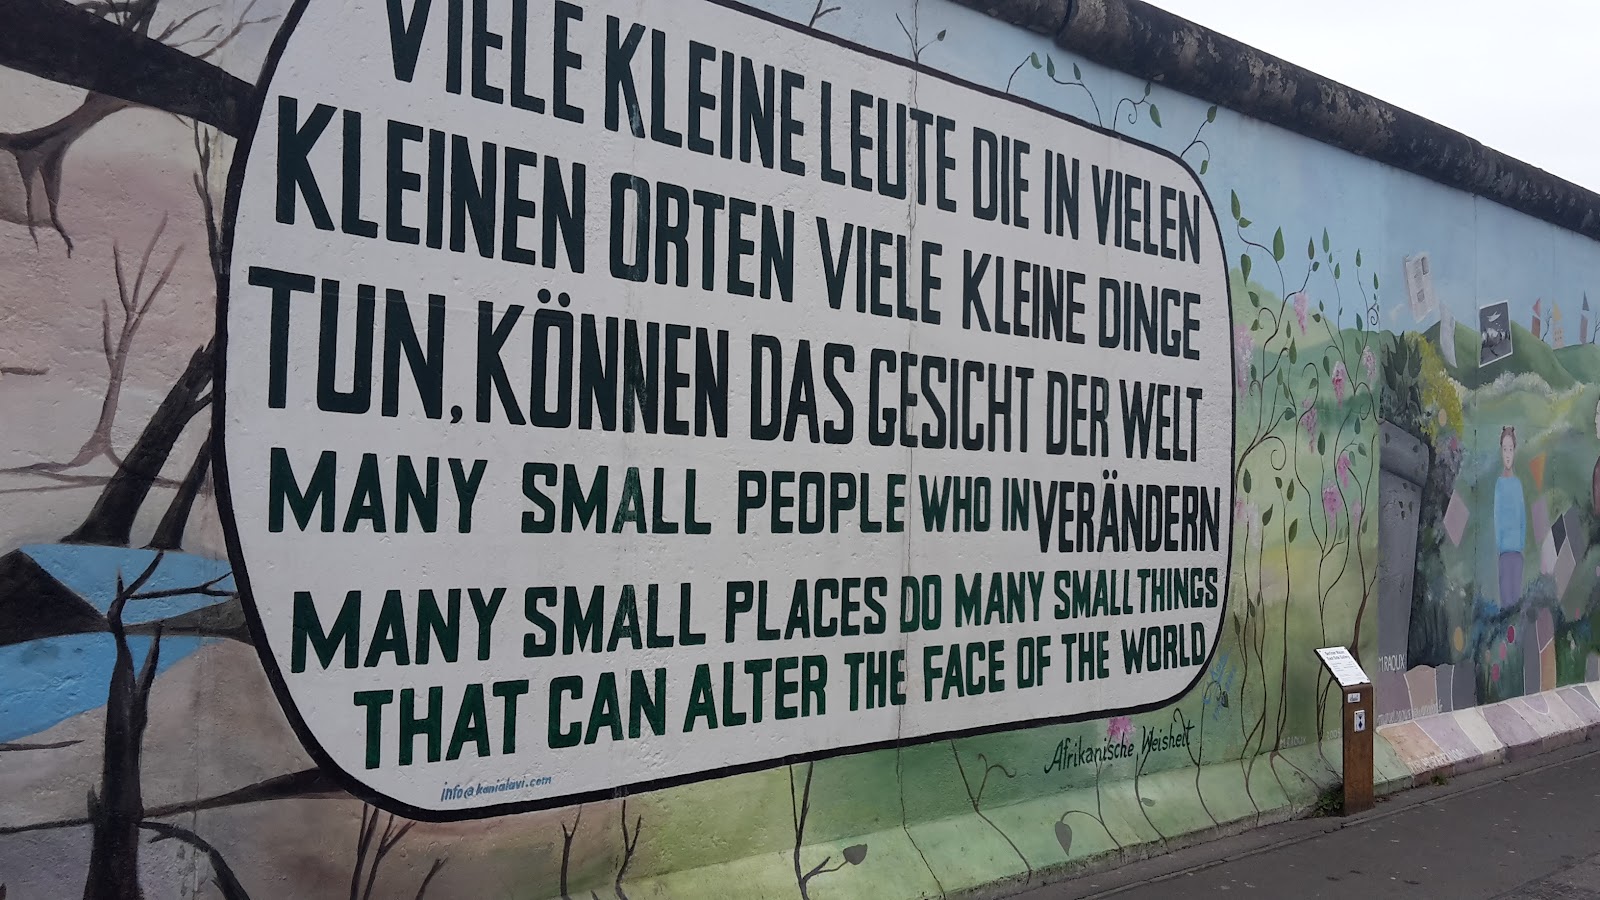 VIELE KLEINE LEUTE DIE IN VIELEN
KLEINEN ORTEN VIELE KLEINE DINGE
TUN, KÖNNEN DAS GESICHT DER WELT
VERÄNDERN
MANY SMALL PEOPLE WHO IN
MANY SMALL PLACES DO MANY SMALL THINGS
THAT CAN ALTER THE FACE OF THE WORLD
info@kanialavi.com
Afrikanische Weisheit
M.RAOUX